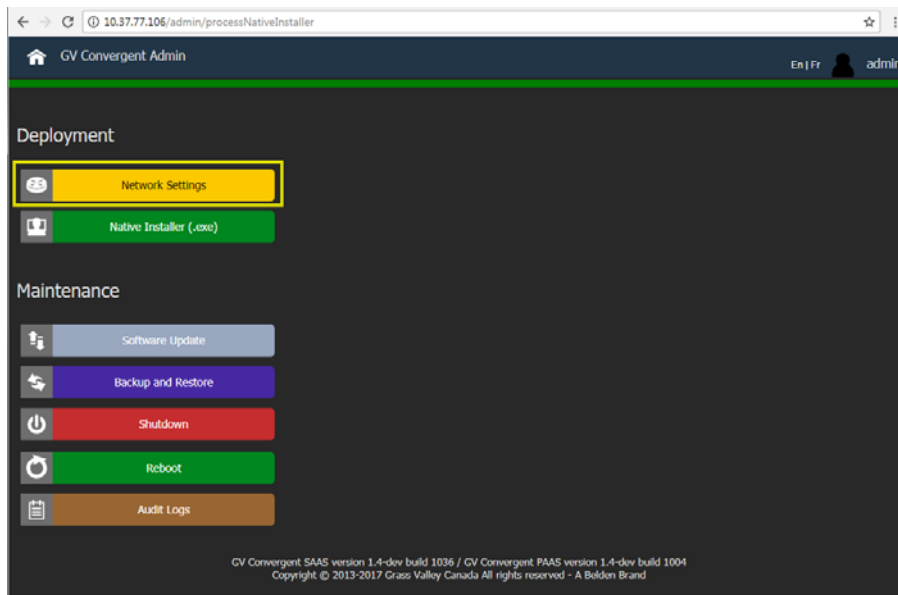 10.37.77.106/admin/processNativeInstaller
GV Convergent Admin
En|Fr
admin
Deployment
Network Settings
Native Installer (.exe)
Maintenance
Software Update
Backup and Restore
Shutdown
Reboot
Audit Logs
GV Convergent SAAS version 1.4-dev build 1036 / GV Convergent PAAS version 1.4-dev build 1004
Copyright © 2013-2017 Grass Valley Canada All rights reserved - A Belden Brand